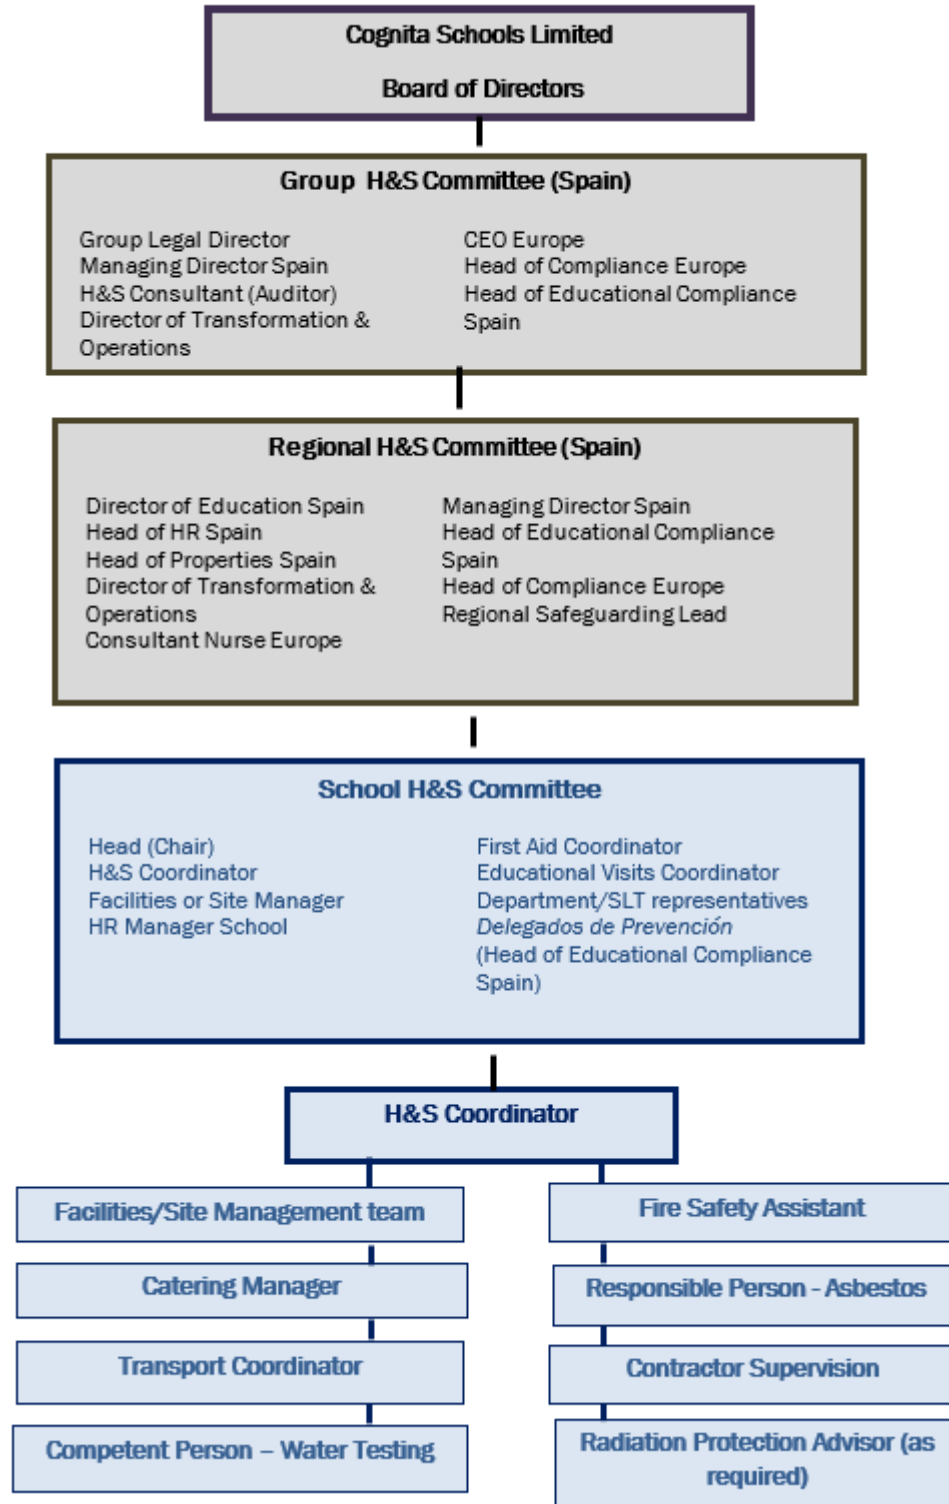 Cognita Schools Limited
Board of Directors
Group H&S Committee (Spain)
Group Legal Director
Managing Director Spain
H&S Consultant (Auditor)
Director of Transformation &
Operations
CEO Europe
Head of Compliance Europe
Head of Educational Compliance
Spain
Regional H&S Committee (Spain)
Director of Education Spain
Head of HR Spain
Head of Properties Spain
Director of Transformation &
Operations
Consultant Nurse Europe
Managing Director Spain
Head of Educational Compliance
Spain
Head of Compliance Europe
Regional Safeguarding Lead
School H&S Committee
Head (Chair)
H&S Coordinator
Facilities or Site Manager
HR Manager School
First Aid Coordinator
Educational Visits Coordinator
Department/SLT representatives
Delegados de Prevención
(Head of Educational Compliance
Spain)
H&S Coordinator
Facilities/Site Management team
Catering Manager
Transport Coordinator
Competent Person – Water Testing
Fire Safety Assistant
Responsible Person - Asbestos
Contractor Supervision
Radiation Protection Advisor (as
required)